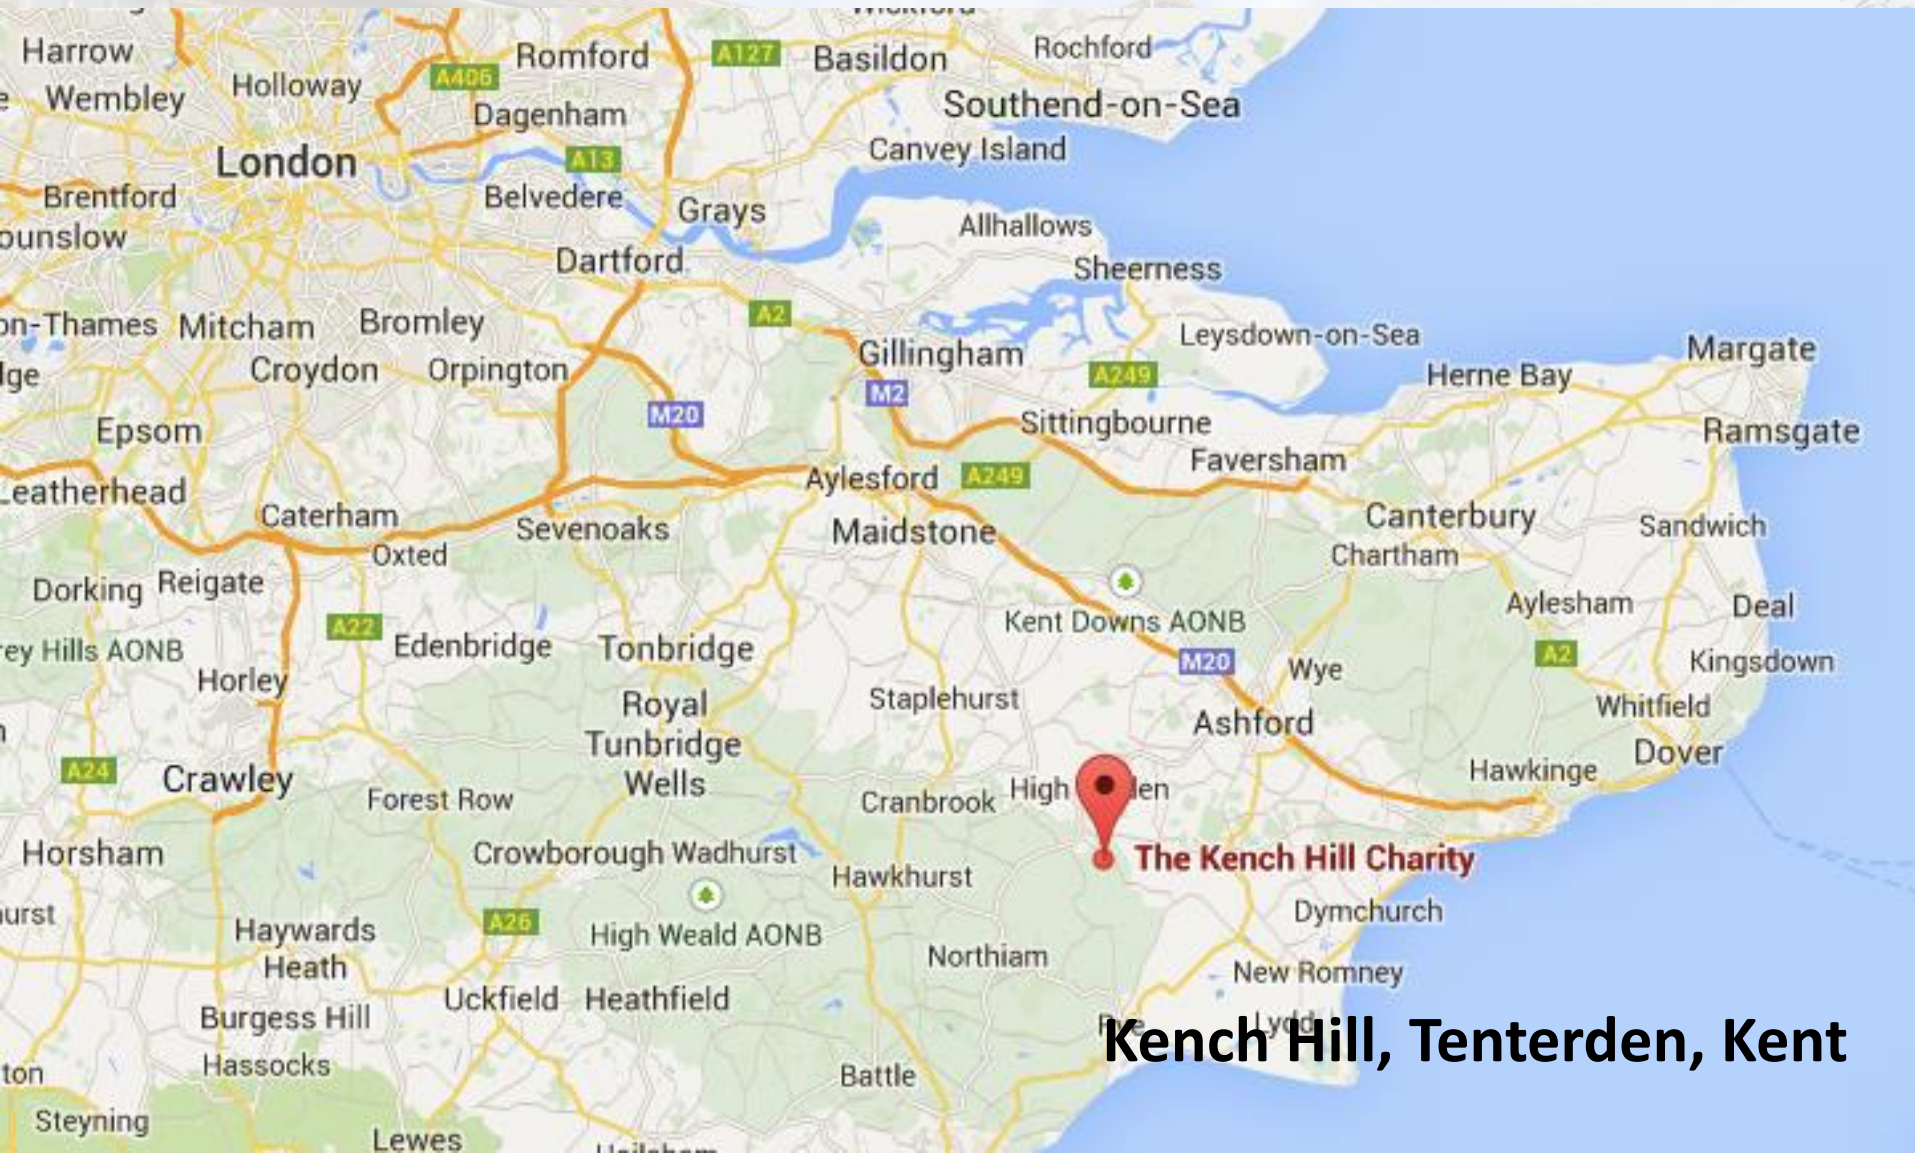 Harrow
Holloway
A406
Romford
A127
Basildon
Rochford
Wembley
Dagenham
Southend-on-Sea
London
A13
Canvey Island
Brentford
Belvedere
Grays
ounslow
Allhallows
Dartford
Sheerness
on-Thames
Mitcham
Bromley
A2
Leysdown-on-Sea
Gillingham
Margate
Croydon
Orpington
A249
Herne Bay
M2
M20
Epsom
Sittingbourne
Ramsgate
Faversham
Leatherhead
Aylesford
A249
Caterham
Sevenoaks
Maidstone
Canterbury
Sandwich
Oxted
Chartham
Dorking
Reigate
Aylesham
Deal
A22
Kent Downs AONB
Edenbridge
Tonbridge
rey Hills AONB
A2
M20
Wye
Kingsdown
Horley
Staplehurst
Royal
Tunbridge
Wells
Whitfield
Ashford
Dover
A24
Crawley
Hawkinge
Forest Row
Cranbrook
High
den
Horsham
Crowborough
Wadhurst
The Kench Hill Charity
Hawkhurst
urst
A26
Dymchurch
Haywards
Heath
High Weald AONB
Northiam
New Romney
Uckfield
Heathfield
Burgess Hill
Lydd
Kench Hill, Tenterden, Kent
Hassocks
ton
Battle
Steyning
Lewes